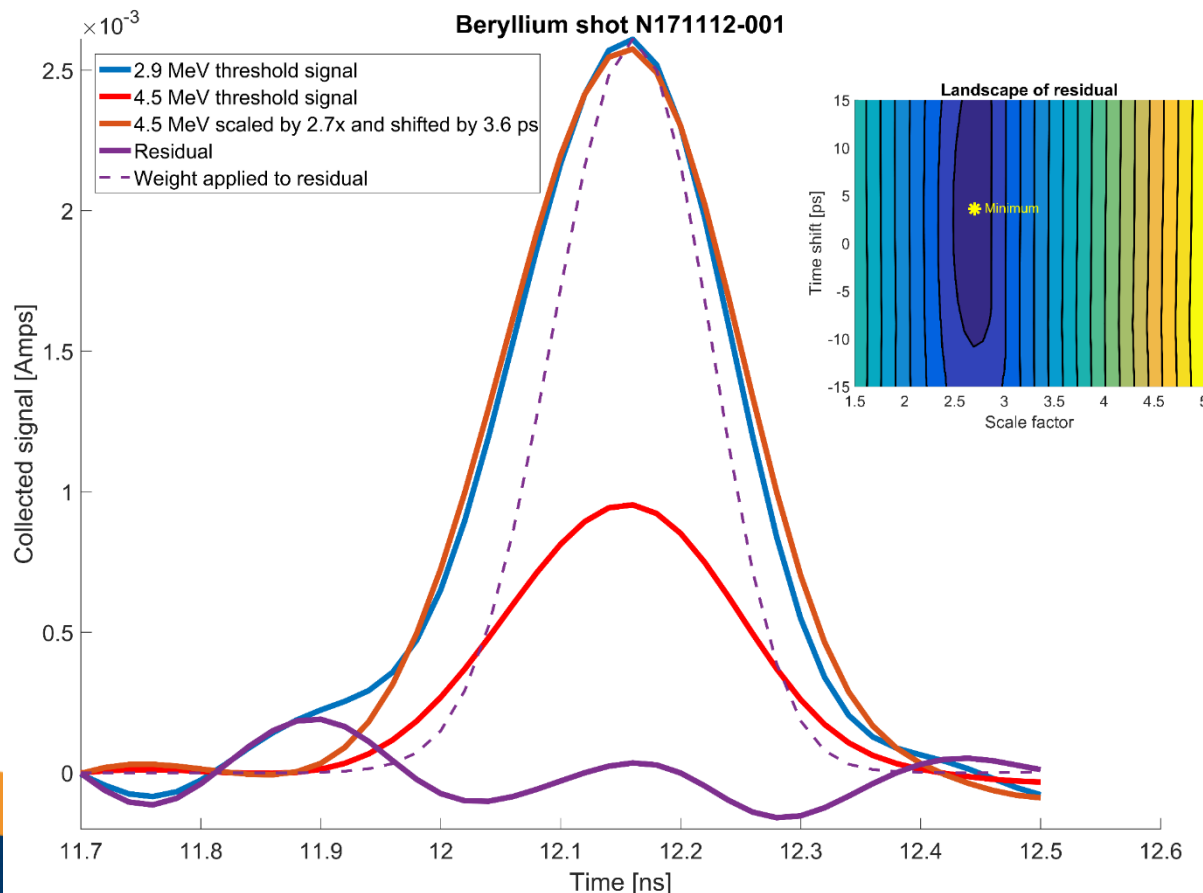 Beryllium shot N171112-001
×10⁻³
2.5
2
1.5
1
0.5
0
Collected signal [Amps]
2.9 MeV threshold signal
4.5 MeV threshold signal
4.5 MeV scaled by 2.7x and shifted by 3.6 ps
Residual
Weight applied to residual
11.7 11.8 11.9 12 12.1 12.2 12.3 12.4 12.5 12.6
Time [ns]
Landscape of residual
15
10
5
0
-5
-10
-15
Time shift [ps]
Minimum
1.5 2 2.5 3 3.5 4 4.5 5
Scale factor